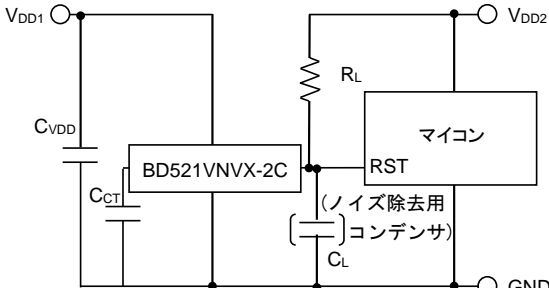 VDD1
VDD2
RL
CVDD
マイコン
BD521VNVX-2C
RST
CCT
(ノイズ除去用
コンデンサ)
CL
GND